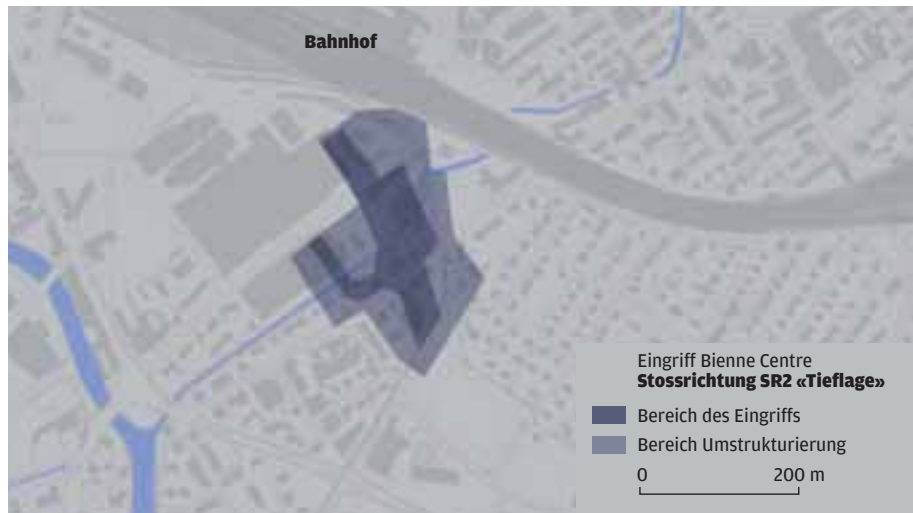 Bahnhof
Eingriff Bienne Centre
Stossrichtung SR2 «Tieflage»
Bereich des Eingriffs
Bereich Umstrukturierung
0 200 m